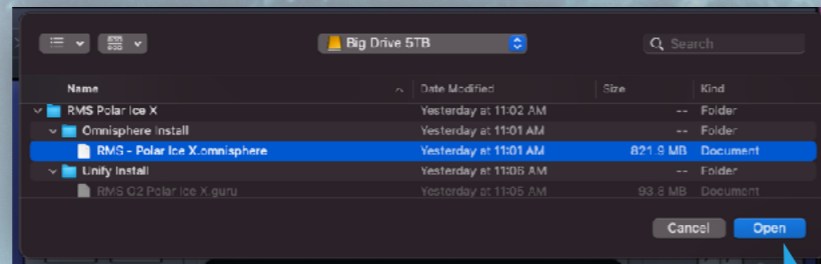 Big Drive 5TB Search
Name Date Modified Size Kind
RMS Polar Ice X Yesterday at 11:02 AM -- Folder
Omnisphere Install Yesterday at 11:01 AM -- Folder
RMS - Polar Ice X.omnisphere Yesterday at 11:01 AM 821.9 MB Document
Unify Install Yesterday at 11:06 AM -- Folder
RMS O2 Polar Ice X.guru Yesterday at 11:05 AM 93.8 MB Document
Cancel Open